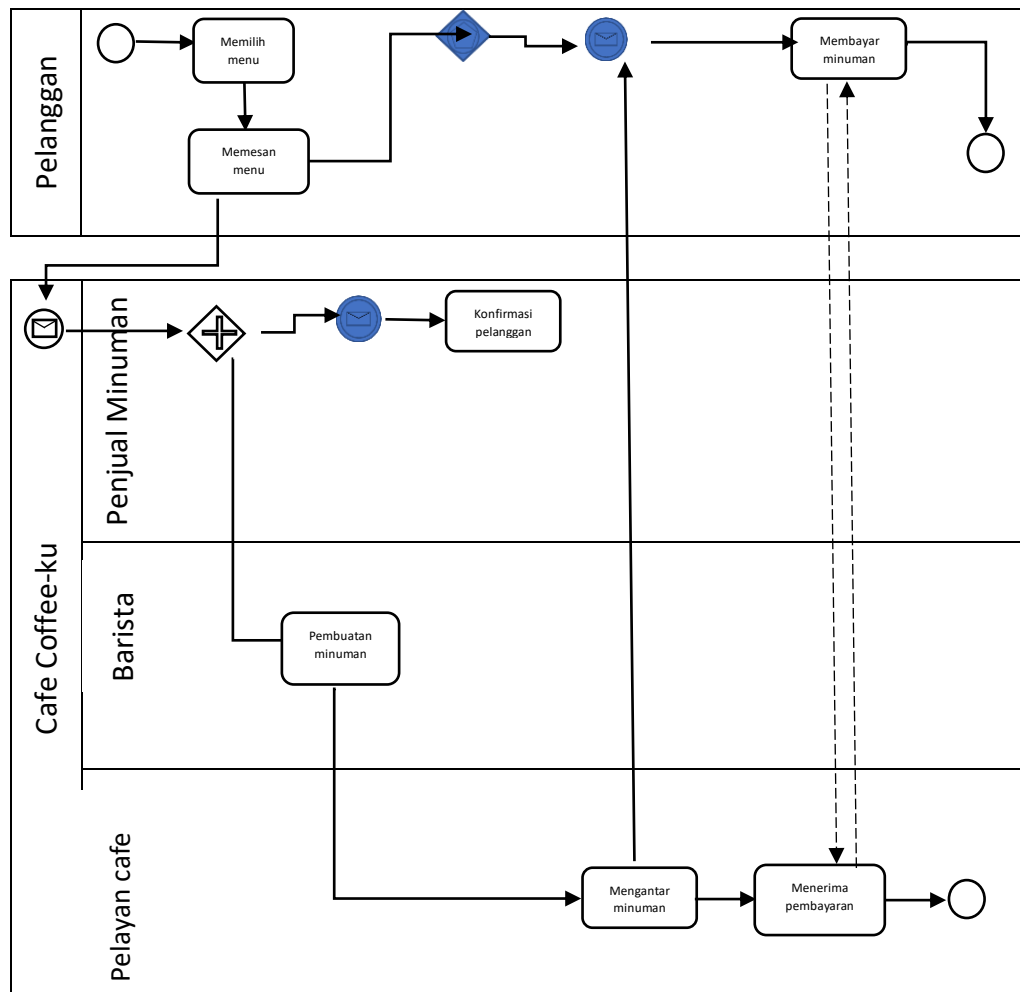 Pelanggan
Memilih
menu
Memesan
menu
Membayar
minuman
Cafe Coffee-ku
Penjual Minuman
Konfirmasi
pelanggan
Barista
Pembuatan
minuman
Pelayan cafe
Mengantar
minuman
Menerima
pembayaran